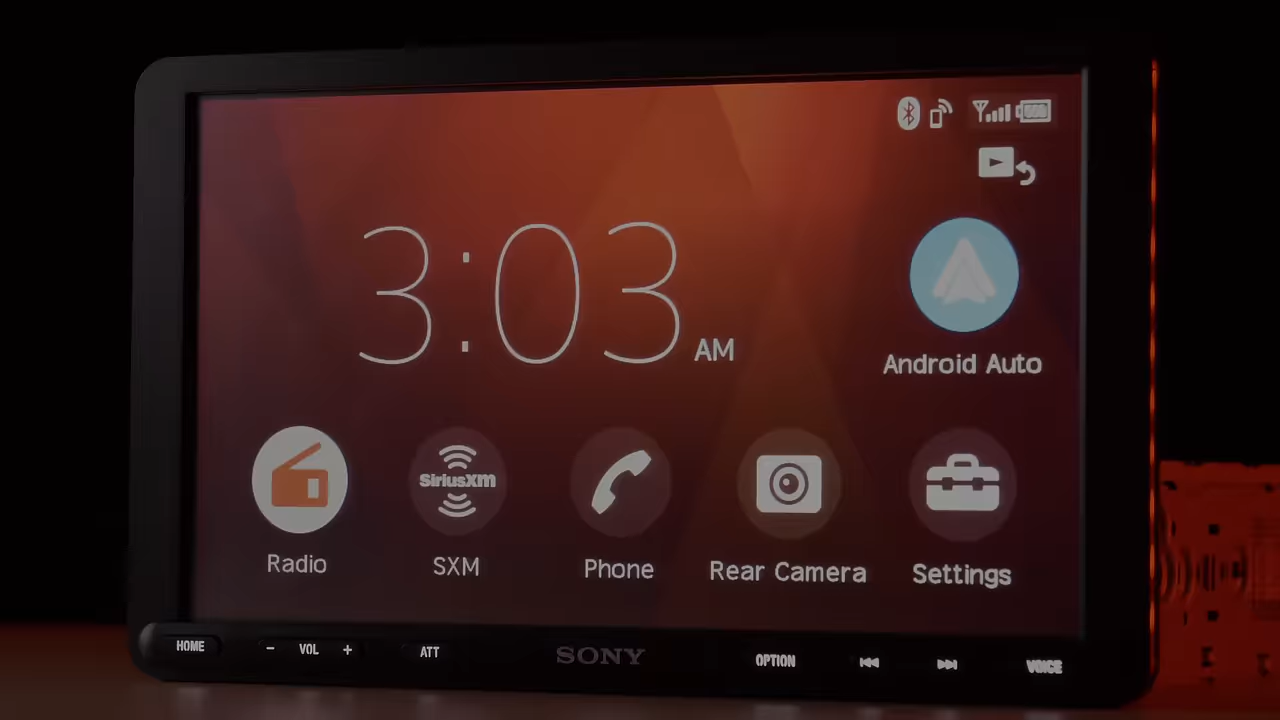 3:03 AM
Android Auto
SiriusXM
Radio
SXM
Phone
Rear Camera
Settings
HOME
− VOL +
ATT
SONY
OPTION
VOICE